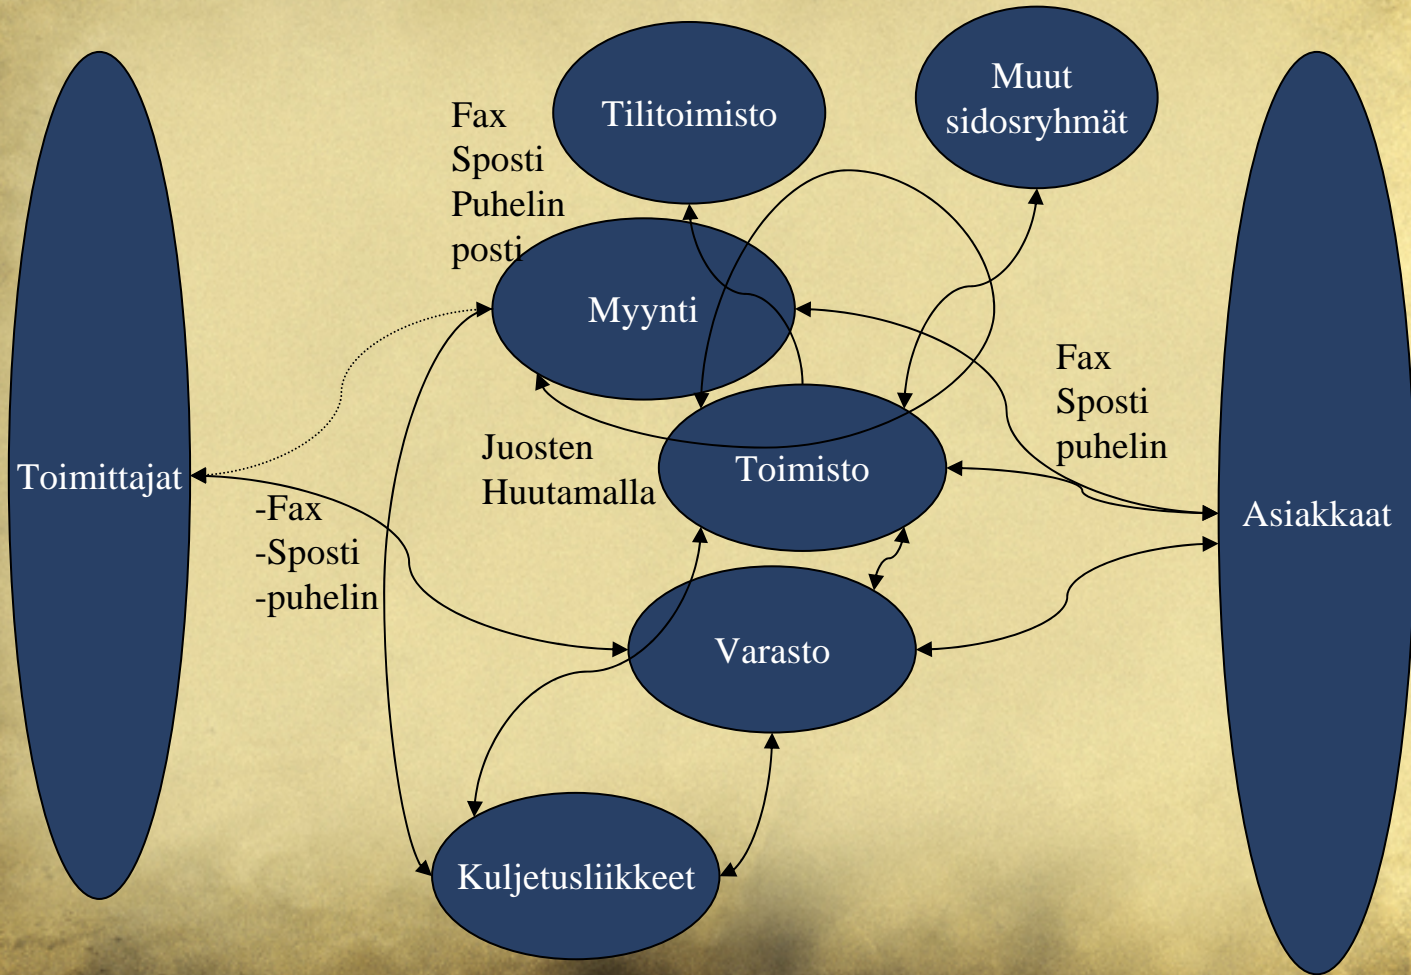 Muut
sidosryhmät
Tilitoimisto
Fax
Sposti
Puhelin
posti
Myynti
Fax
Sposti
puhelin
Juosten
Huutamalla
Toimisto
Toimittajat
-Fax
-Sposti
-puhelin
Asiakkaat
Varasto
Kuljetusliikkeet